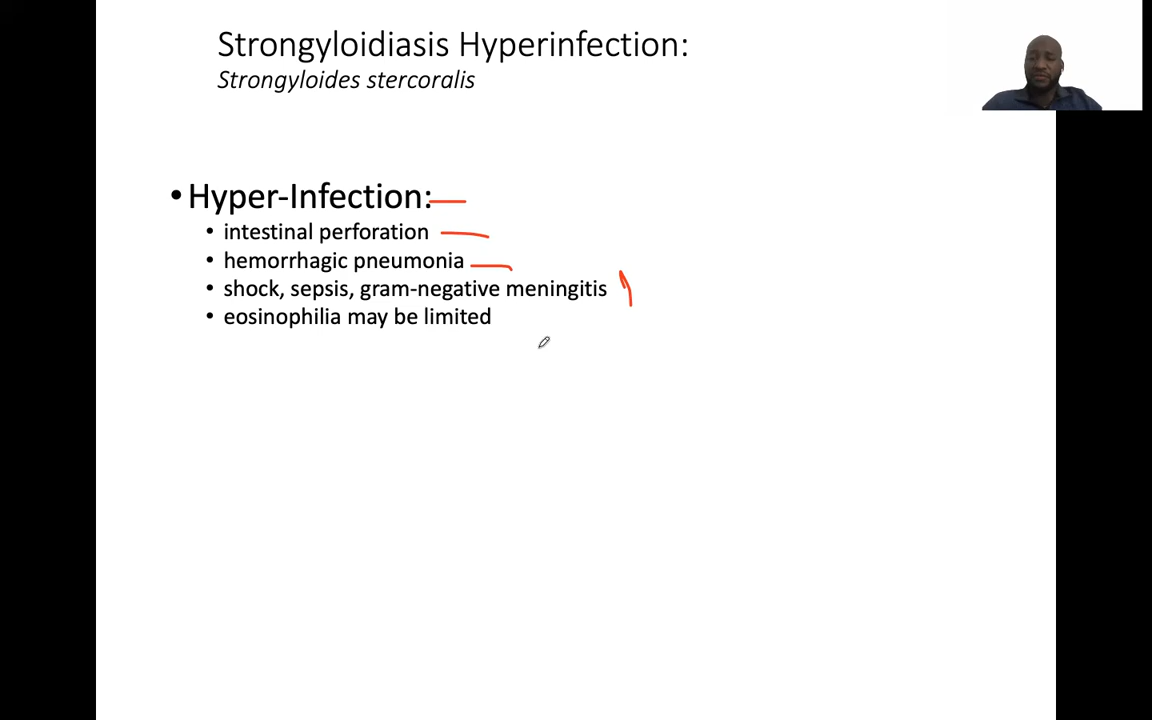 Strongyloidiasis Hyperinfection:
Strongyloides stercoralis
• Hyper-Infection:
• intestinal perforation
• hemorrhagic pneumonia
• shock, sepsis, gram-negative meningitis
• eosinophilia may be limited